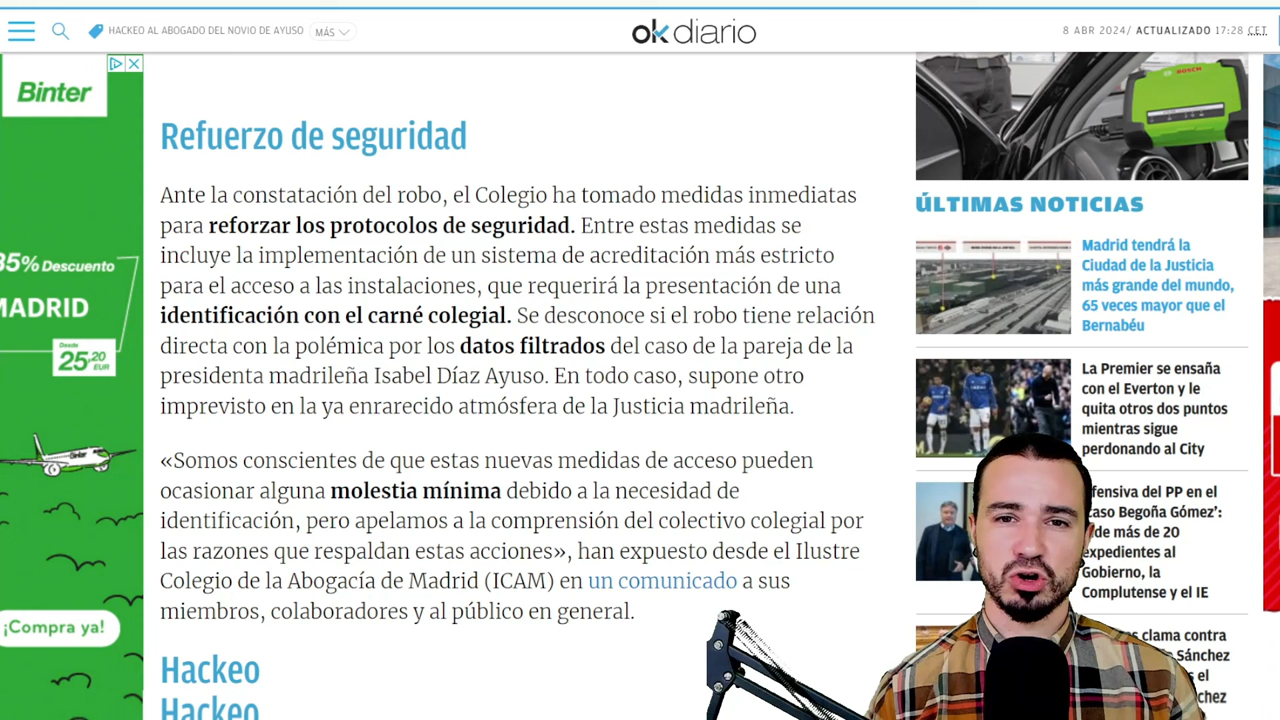 HACKEO AL ABOGADO DEL NOVIO DE AYUSO
MÁS
okdiario
8 ABR 2024/ ACTUALIZADO 17:28 CET
Binter
35% Descuento
MADRID
Desde
25,20
EUR
Binter
¡Compra ya!
Refuerzo de seguridad
Ante la constatación del robo, el Colegio ha tomado medidas inmediatas
para reforzar los protocolos de seguridad. Entre estas medidas se
incluye la implementación de un sistema de acreditación más estricto
para el acceso a las instalaciones, que requerirá la presentación de una
identificación con el carné colegial. Se desconoce si el robo tiene relación
directa con la polémica por los datos filtrados del caso de la pareja de la
presidenta madrileña Isabel Díaz Ayuso. En todo caso, supone otro
imprevisto en la ya enrarecido atmósfera de la Justicia madrileña.
«Somos conscientes de que estas nuevas medidas de acceso pueden
ocasionar alguna molestia mínima debido a la necesidad de
identificación, pero apelamos a la comprensión del colectivo colegial por
las razones que respaldan estas acciones», han expuesto desde el Ilustre
Colegio de la Abogacía de Madrid (ICAM) en un comunicado a sus
miembros, colaboradores y al público en general.
Hackeo
Hackeo
BOSCH
ÚLTIMAS NOTICIAS
Madrid tendrá la
Ciudad de la Justicia
más grande del mundo,
65 veces mayor que el
Bernabéu
La Premier se ensaña
con el Everton y le
quita otros dos puntos
mientras sigue
perdonando al City
fensiva del PP en el
caso Begoña Gómez':
de más de 20
expedientes al
Gobierno, la
Complutense y el IE
s clama contra
Sánchez
s el
chez